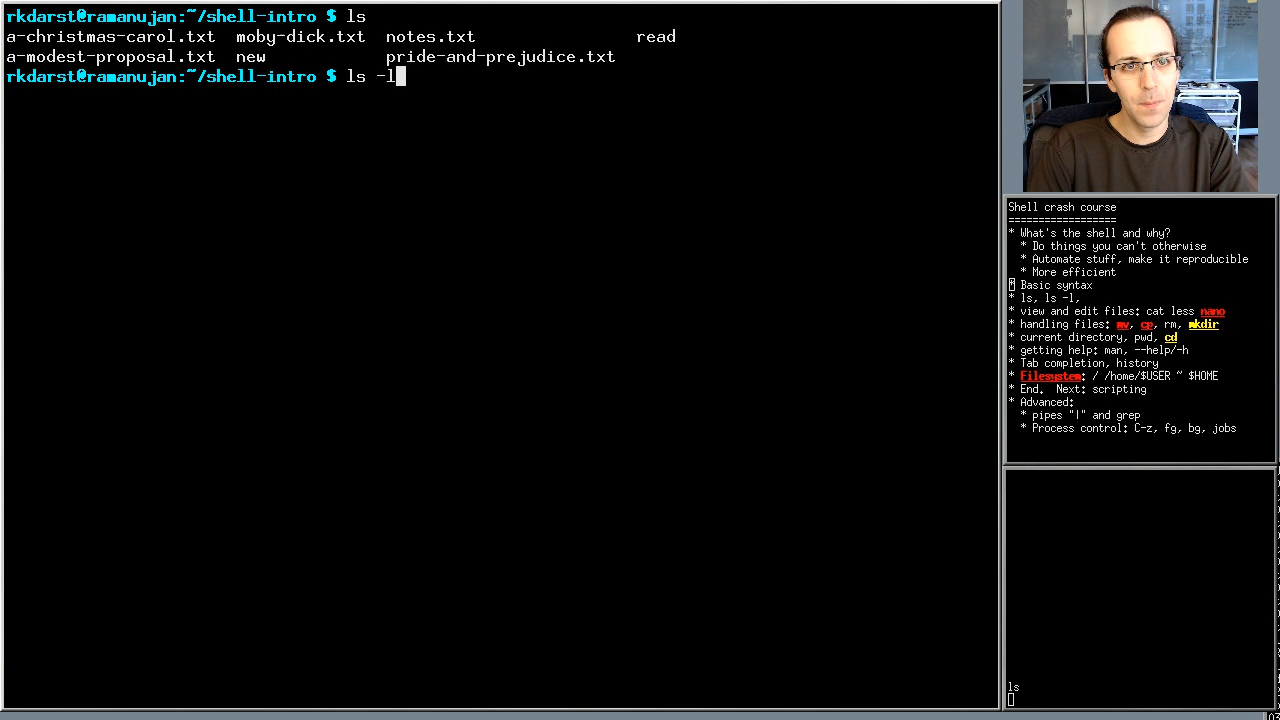 rkdarst@ramanujan:~/shell-intro $ ls
a-christmas-carol.txt  moby-dick.txt  notes.txt                read
a-modest-proposal.txt  new            pride-and-prejudice.txt
rkdarst@ramanujan:~/shell-intro $ ls -l
Shell crash course
==================
* What's the shell and why?
  * Do things you can't otherwise
  * Automate stuff, make it reproducible
  * More efficient
* Basic syntax
* ls, ls -l,
* view and edit files: cat less nano
* handling files: mv, cp, rm, mkdir
* current directory, pwd, cd
* getting help: man, --help/-h
* Tab completion, history
* Filesystem: / /home/$USER ~ $HOME
* End.  Next: scripting
* Advanced:
  * pipes "|" and grep
  * Process control: C-z, fg, bg, jobs
ls